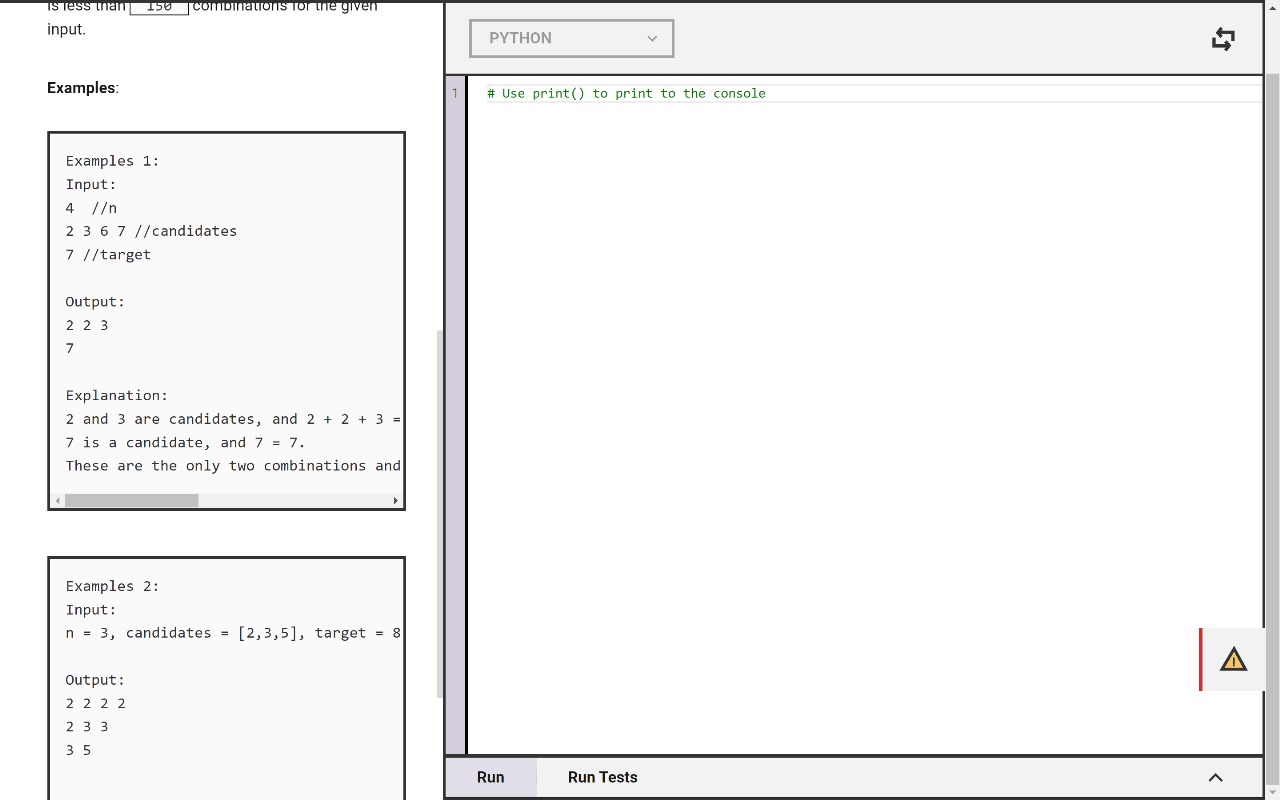 is less than 150 combinations for the given
input.
Examples:
Examples 1:
Input:
4  //n
2 3 6 7 //candidates
7 //target
Output:
2 2 3
7
Explanation:
2 and 3 are candidates, and 2 + 2 + 3 =
7 is a candidate, and 7 = 7.
These are the only two combinations and
Examples 2:
Input:
n = 3, candidates = [2,3,5], target = 8
Output:
2 2 2 2
2 3 3
3 5
PYTHON
1 # Use print() to print to the console
Run Run Tests